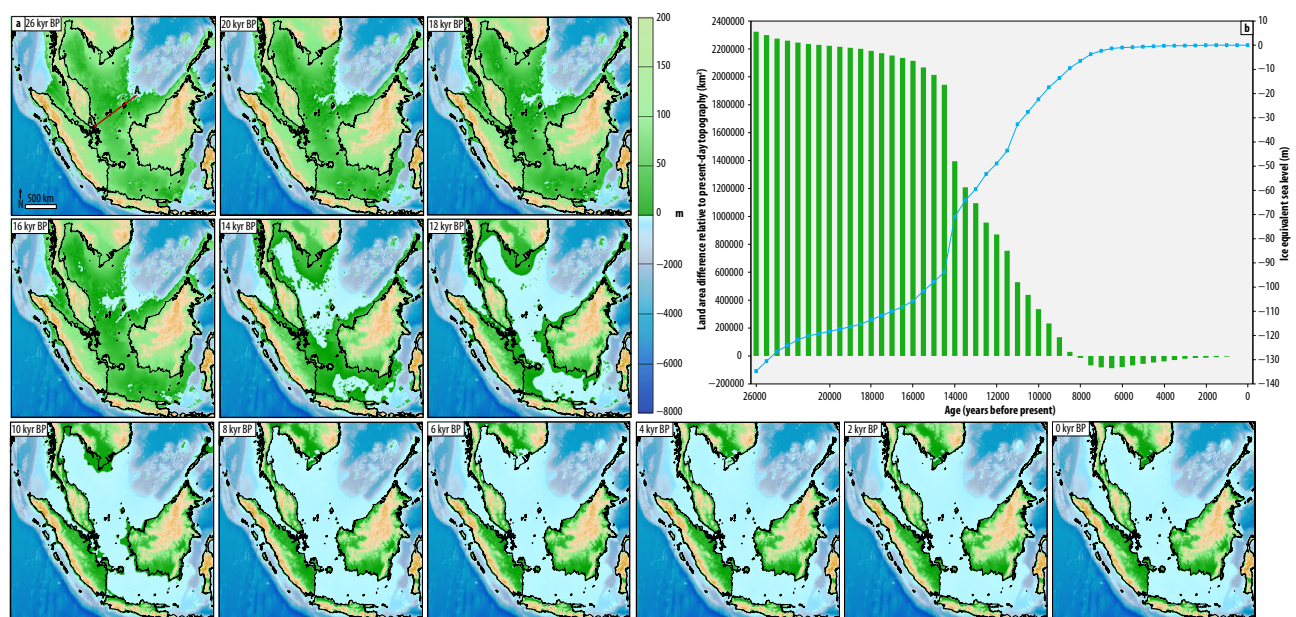 a 26 kyr BP
20 kyr BP
18 kyr BP
A
N
500 km
16 kyr BP
14 kyr BP
12 kyr BP
200
150
100
50
0 m
−2000
−4000
−6000
−8000
b
Land area difference relative to present-day topography (km²)
2400000
2200000
2000000
1800000
1600000
1400000
1200000
1000000
800000
600000
400000
200000
0
−200000
10
0
−10
−20
−30
−40
−50
−60
−70
−80
−90
−100
−110
−120
−130
−140
Ice equivalent sea level (m)
26000 20000 18000 16000 14000 12000 10000 8000 6000 4000 2000 0
Age (years before present)
10 kyr BP
8 kyr BP
6 kyr BP
4 kyr BP
2 kyr BP
0 kyr BP